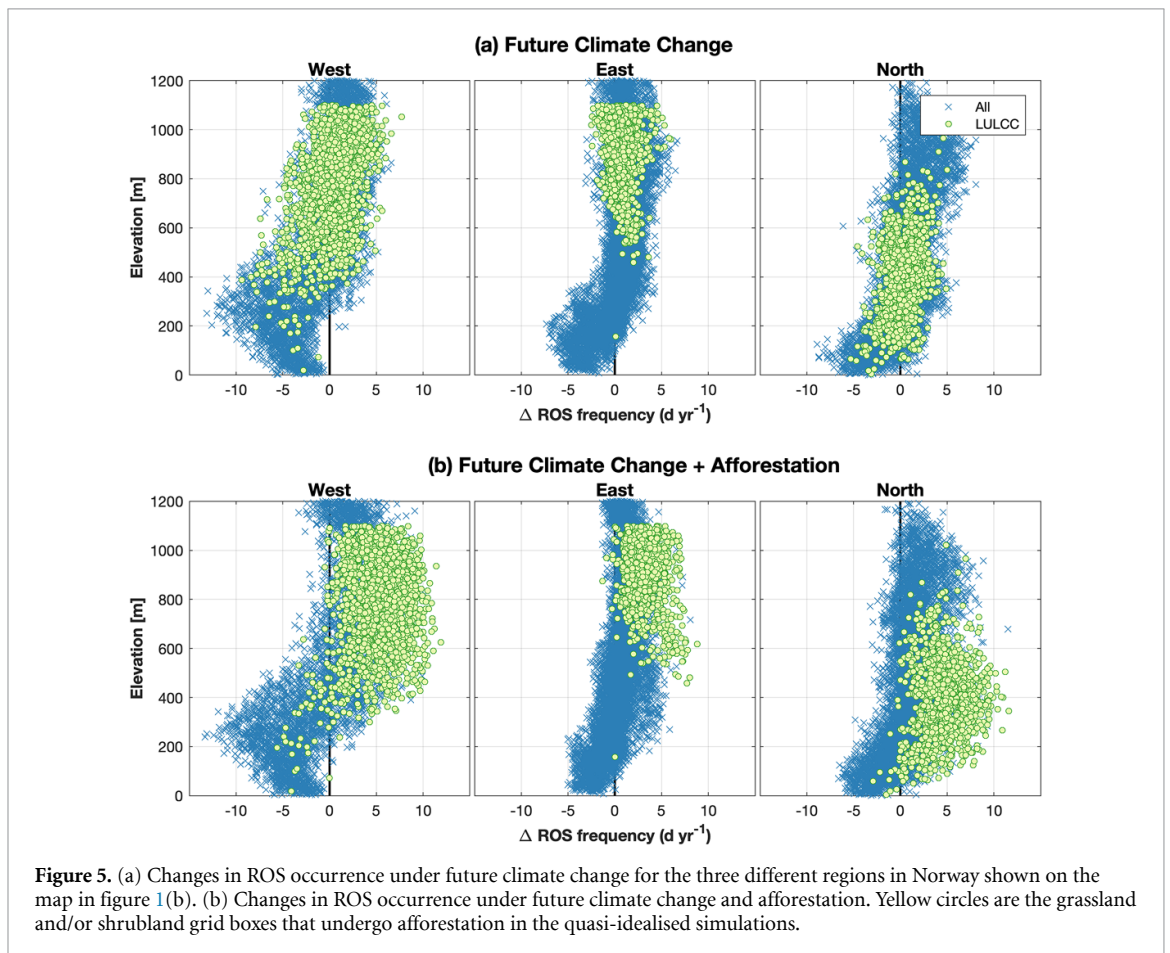 (a) Future Climate Change
West
East
North
1200
1000
800
600
400
200
0
Elevation [m]
All
LULCC
-10 -5 0 5 10
-10 -5 0 5 10
-10 -5 0 5 10
Δ ROS frequency (d yr⁻¹)
(b) Future Climate Change + Afforestation
West
East
North
1200
1000
800
600
400
200
0
Elevation [m]
-10 -5 0 5 10
-10 -5 0 5 10
-10 -5 0 5 10
Δ ROS frequency (d yr⁻¹)
Figure 5. (a) Changes in ROS occurrence under future climate change for the three different regions in Norway shown on the
map in figure 1(b). (b) Changes in ROS occurrence under future climate change and afforestation. Yellow circles are the grassland
and/or shrubland grid boxes that undergo afforestation in the quasi-idealised simulations.